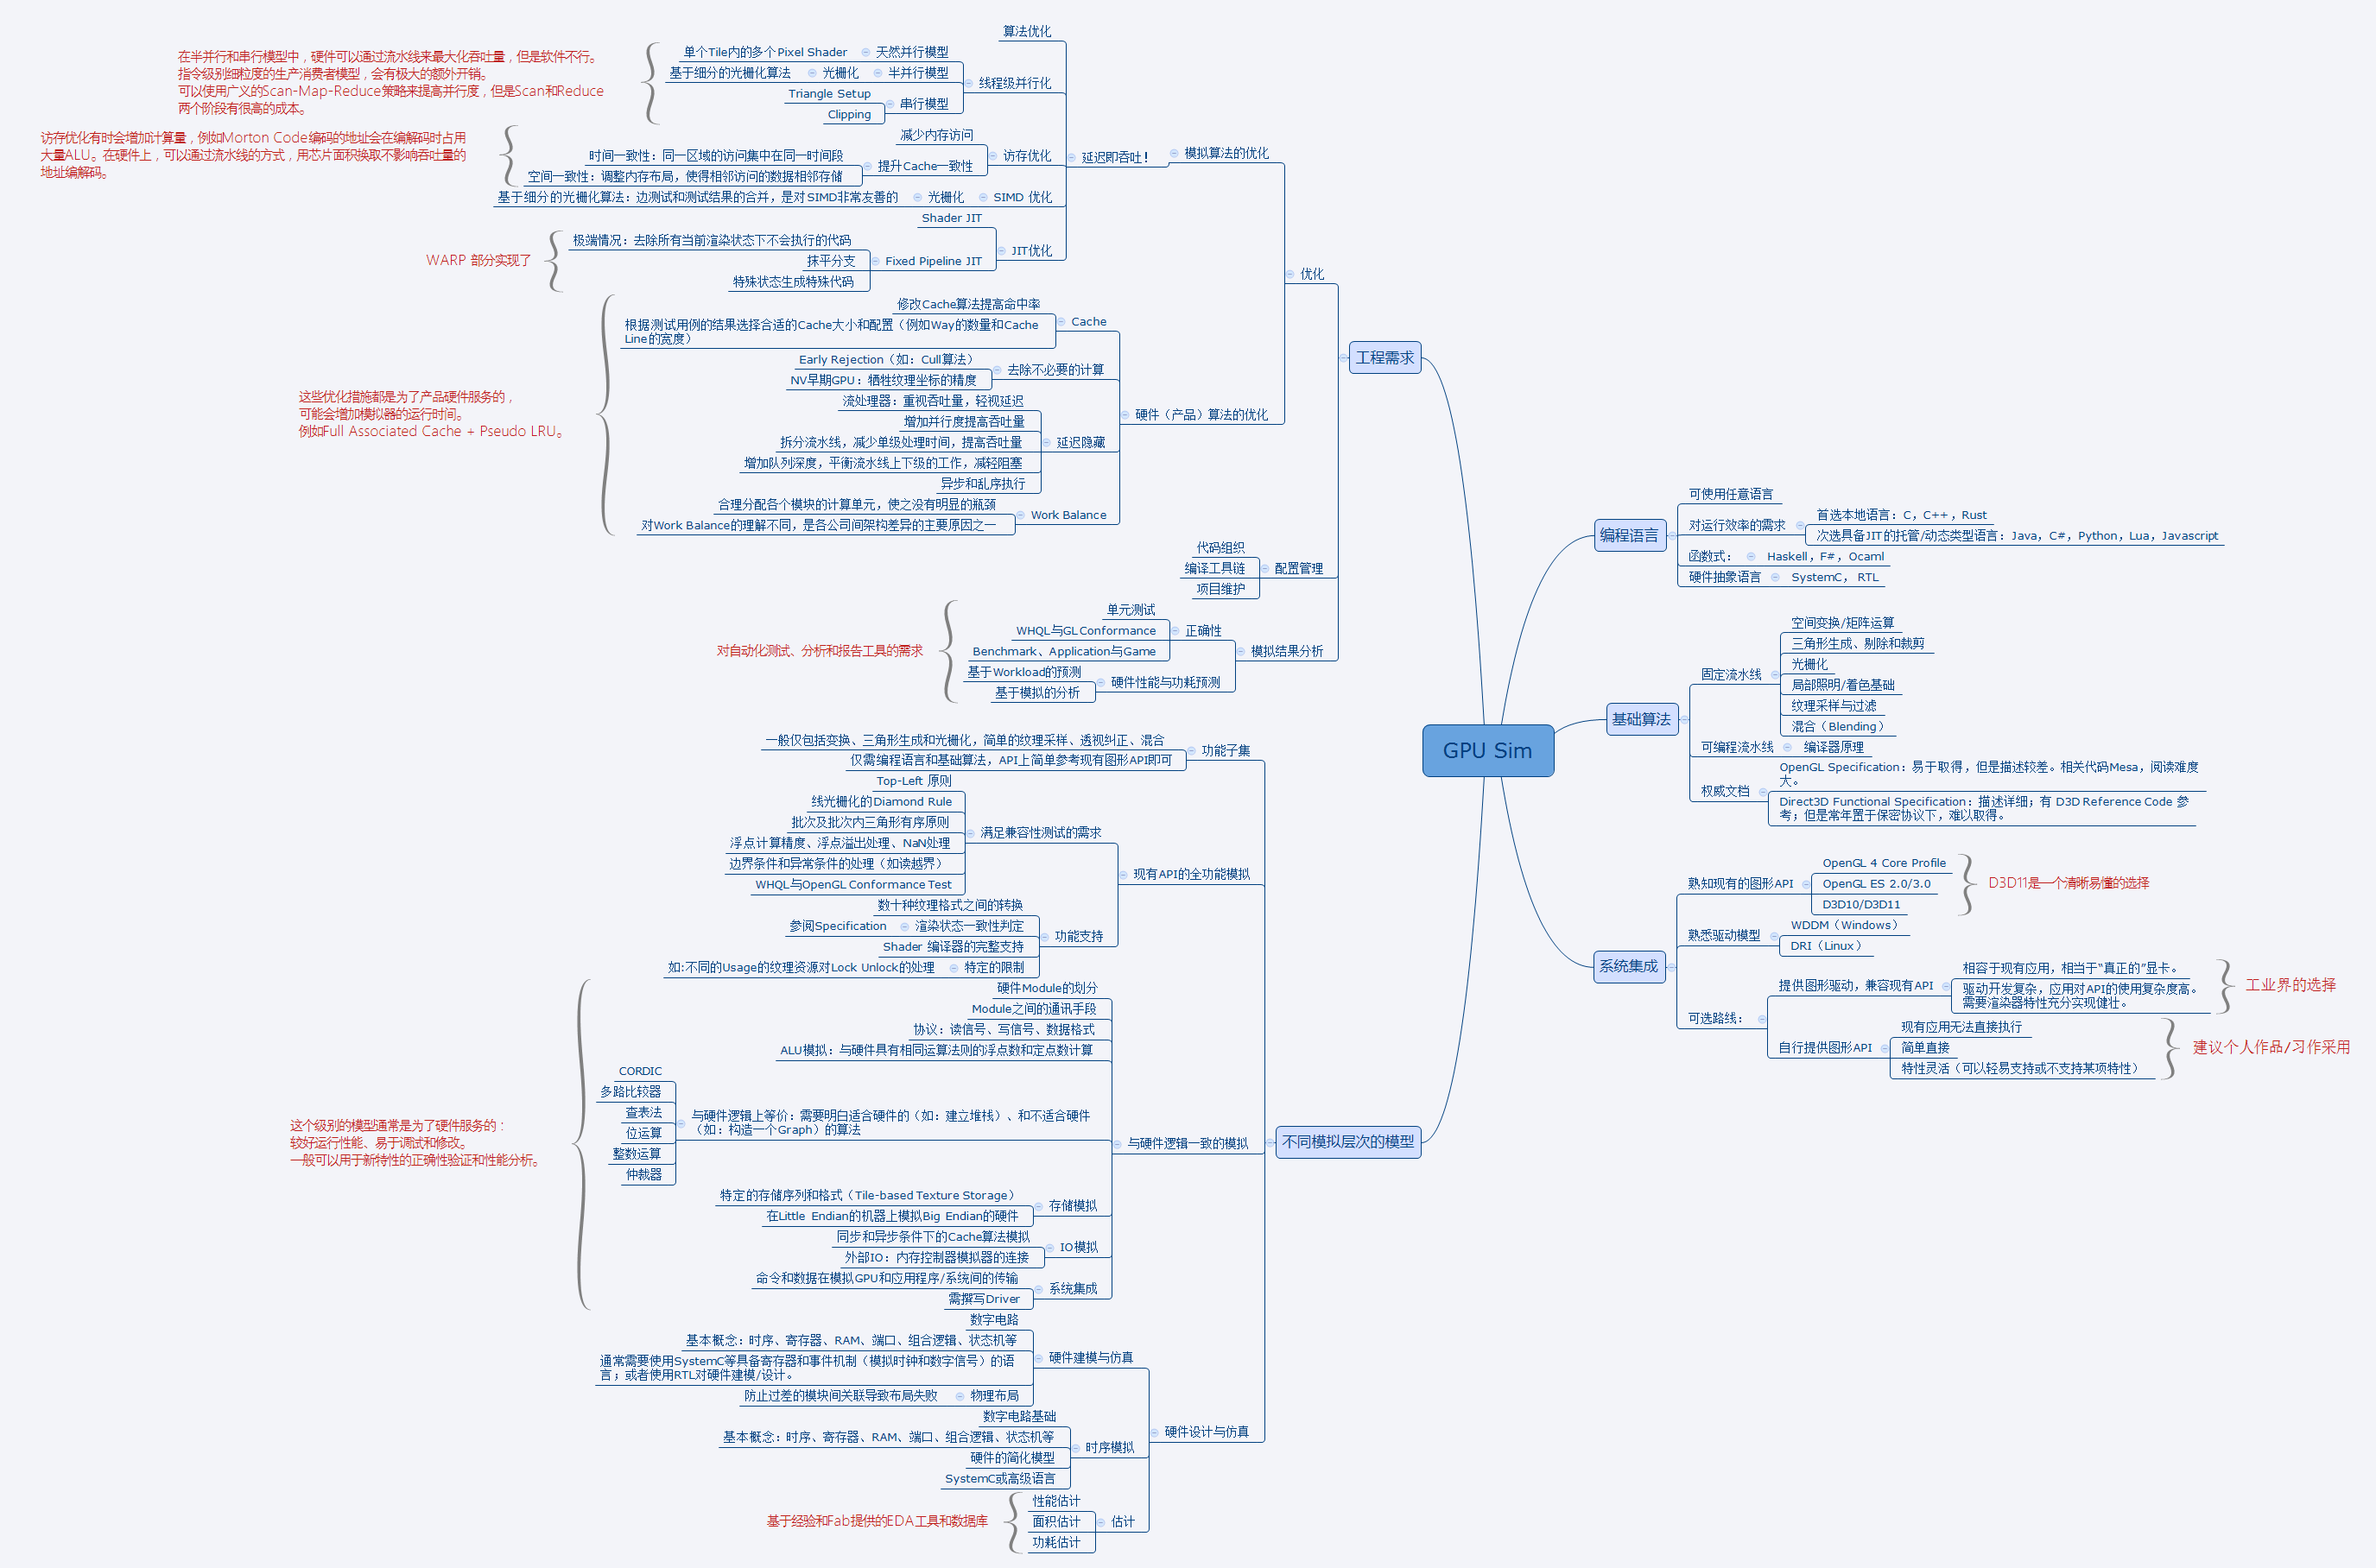 GPU Sim
编程语言
可使用任意语言
对运行效率的需求
首选本地语言：C，C++，Rust
次选具备JIT的托管/动态类型语言：Java，C#，Python，Lua，Javascript
函数式：
Haskell，F#，Ocaml
硬件抽象语言
SystemC， RTL
基础算法
固定流水线
空间变换/矩阵运算
三角形生成、剔除和裁剪
光栅化
局部照明/着色基础
纹理采样与过滤
混合（Blending）
可编程流水线
编译器原理
权威文档
OpenGL Specification：易于取得，但是描述较差。相关代码Mesa，阅读难度
大。
Direct3D Functional Specification：描述详细；有 D3D Reference Code 参
考；但是常年置于保密协议下，难以取得。
系统集成
熟知现有的图形API
OpenGL 4 Core Profile
OpenGL ES 2.0/3.0
D3D10/D3D11
D3D11是一个清晰易懂的选择
熟悉驱动模型
WDDM（Windows）
DRI（Linux）
可选路线：
提供图形驱动，兼容现有API
相容于现有应用，相当于“真正的”显卡。
驱动开发复杂，应用对API的使用复杂度高。
需要渲染器特性充分实现健壮。
工业界的选择
自行提供图形API
现有应用无法直接执行
简单直接
特性灵活（可以轻易支持或不支持某项特性）
建议个人作品/习作采用
工程需求
优化
模拟算法的优化
延迟即吞吐！
算法优化
线程级并行化
天然并行模型
单个Tile内的多个Pixel Shader
半并行模型
光栅化
基于细分的光栅化算法
串行模型
Triangle Setup
Clipping
在半并行和串行模型中，硬件可以通过流水线来最大化吞吐量，但是软件不行。
指令级别细粒度的生产消费者模型，会有极大的额外开销。
可以使用广义的Scan-Map-Reduce策略来提高并行度，但是Scan和Reduce
两个阶段有很高的成本。
访存优化
减少内存访问
提升Cache一致性
时间一致性：同一区域的访问集中在同一时间段
空间一致性：调整内存布局，使得相邻访问的数据相邻存储
访存优化有时会增加计算量，例如Morton Code编码的地址会在编解码时占用
大量ALU。在硬件上，可以通过流水线的方式，用芯片面积换取不影响吞吐量的
地址编解码。
SIMD 优化
光栅化
基于细分的光栅化算法：边测试和测试结果的合并，是对SIMD非常友善的
JIT优化
Shader JIT
Fixed Pipeline JIT
极端情况：去除所有当前渲染状态下不会执行的代码
抹平分支
特殊状态生成特殊代码
WARP 部分实现了
硬件（产品）算法的优化
Cache
修改Cache算法提高命中率
根据测试用例的结果选择合适的Cache大小和配置（例如Way的数量和Cache
Line的宽度）
去除不必要的计算
Early Rejection（如：Cull算法）
NV早期GPU：牺牲纹理坐标的精度
延迟隐藏
流处理器：重视吞吐量，轻视延迟
增加并行度提高吞吐量
拆分流水线，减少单级处理时间，提高吞吐量
增加队列深度，平衡流水线上下级的工作，减轻阻塞
异步和乱序执行
Work Balance
合理分配各个模块的计算单元，使之没有明显的瓶颈
对Work Balance的理解不同，是各公司间架构差异的主要原因之一
这些优化措施都是为了产品硬件服务的，
可能会增加模拟器的运行时间。
例如Full Associated Cache + Pseudo LRU。
配置管理
代码组织
编译工具链
项目维护
模拟结果分析
正确性
单元测试
WHQL与GL Conformance
Benchmark、Application与Game
硬件性能与功耗预测
基于Workload的预测
基于模拟的分析
对自动化测试、分析和报告工具的需求
不同模拟层次的模型
功能子集
一般仅包括变换、三角形生成和光栅化，简单的纹理采样、透视纠正、混合
仅需编程语言和基础算法，API上简单参考现有图形API即可
现有API的全功能模拟
满足兼容性测试的需求
Top-Left 原则
线光栅化的Diamond Rule
批次及批次内三角形有序原则
浮点计算精度、浮点溢出处理、NaN处理
边界条件和异常条件的处理（如读越界）
WHQL与OpenGL Conformance Test
功能支持
数十种纹理格式之间的转换
渲染状态一致性判定
参阅Specification
Shader 编译器的完整支持
特定的限制
如:不同的Usage的纹理资源对Lock Unlock的处理
与硬件逻辑一致的模拟
硬件Module的划分
Module之间的通讯手段
协议：读信号、写信号、数据格式
ALU模拟：与硬件具有相同运算法则的浮点数和定点数计算
与硬件逻辑上等价：需要明白适合硬件的（如：建立堆栈）、和不适合硬件
（如：构造一个Graph）的算法
CORDIC
多路比较器
查表法
位运算
整数运算
仲裁器
存储模拟
特定的存储序列和格式（Tile-based Texture Storage）
在Little Endian的机器上模拟Big Endian的硬件
IO模拟
同步和异步条件下的Cache算法模拟
外部IO：内存控制器模拟器的连接
系统集成
命令和数据在模拟GPU和应用程序/系统间的传输
需撰写Driver
这个级别的模型通常是为了硬件服务的：
较好运行性能、易于调试和修改。
一般可以用于新特性的正确性验证和性能分析。
硬件设计与仿真
硬件建模与仿真
数字电路
基本概念：时序、寄存器、RAM、端口、组合逻辑、状态机等
通常需要使用SystemC等具备寄存器和事件机制（模拟时钟和数字信号）的语
言；或者使用RTL对硬件建模/设计。
物理布局
防止过差的模块间关联导致布局失败
时序模拟
数字电路基础
基本概念：时序、寄存器、RAM、端口、组合逻辑、状态机等
硬件的简化模型
SystemC或高级语言
估计
性能估计
面积估计
功耗估计
基于经验和Fab提供的EDA工具和数据库